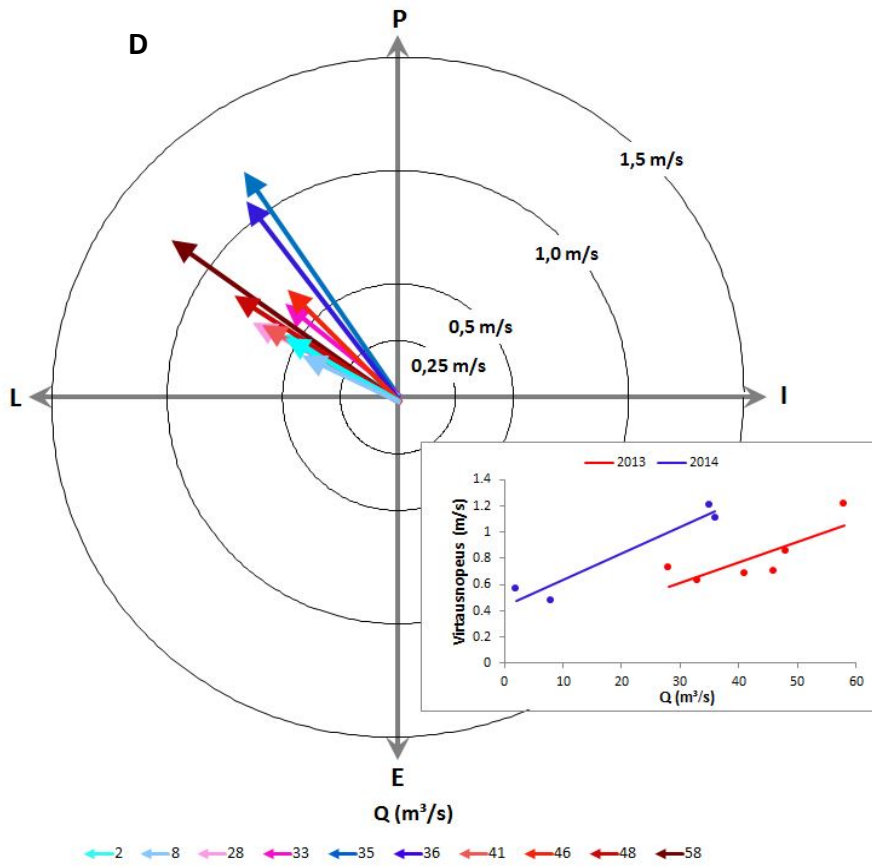 D
P
1,5 m/s
1,0 m/s
0,5 m/s
0,25 m/s
L
I
2013 2014
Virtausnopeus (m/s)
1.4
1.2
1
0.8
0.6
0.4
0.2
0
0 10 20 30 40 50 60
Q (m³/s)
E
Q (m³/s)
2 8 28 33 35 36 41 46 48 58